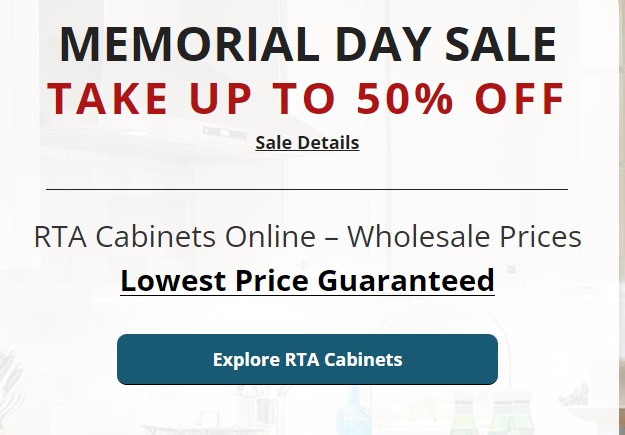 MEMORIAL DAY SALE
TAKE UP TO 50% OFF
Sale Details
RTA Cabinets Online – Wholesale Prices
Lowest Price Guaranteed
Explore RTA Cabinets